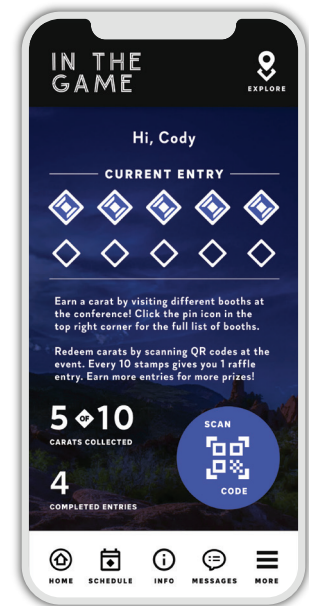 IN THE
GAME
EXPLORE
Hi, Cody
CURRENT ENTRY
Earn a carat by visiting different booths at
the conference! Click the pin icon in the
top right corner for the full list of booths.
Redeem carats by scanning QR codes at the
event. Every 10 stamps gives you 1 raffle
entry. Earn more entries for more prizes!
5 OF 10
CARATS COLLECTED
4
COMPLETED ENTRIES
SCAN
CODE
HOME SCHEDULE INFO MESSAGES MORE